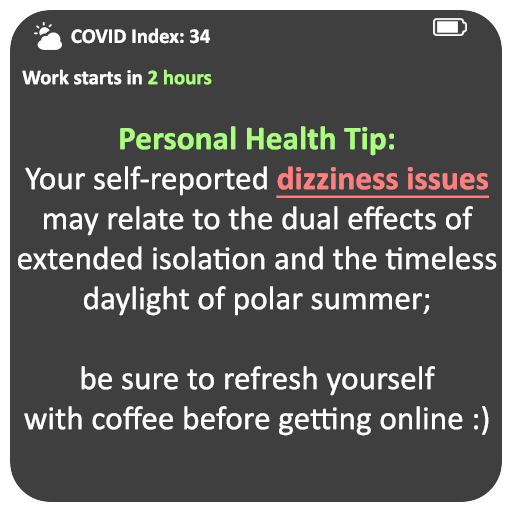 COVID Index: 34
Work starts in 2 hours
Personal Health Tip:
Your self-reported dizziness issues
may relate to the dual effects of
extended isolation and the timeless
daylight of polar summer;
be sure to refresh yourself
with coffee before getting online :)